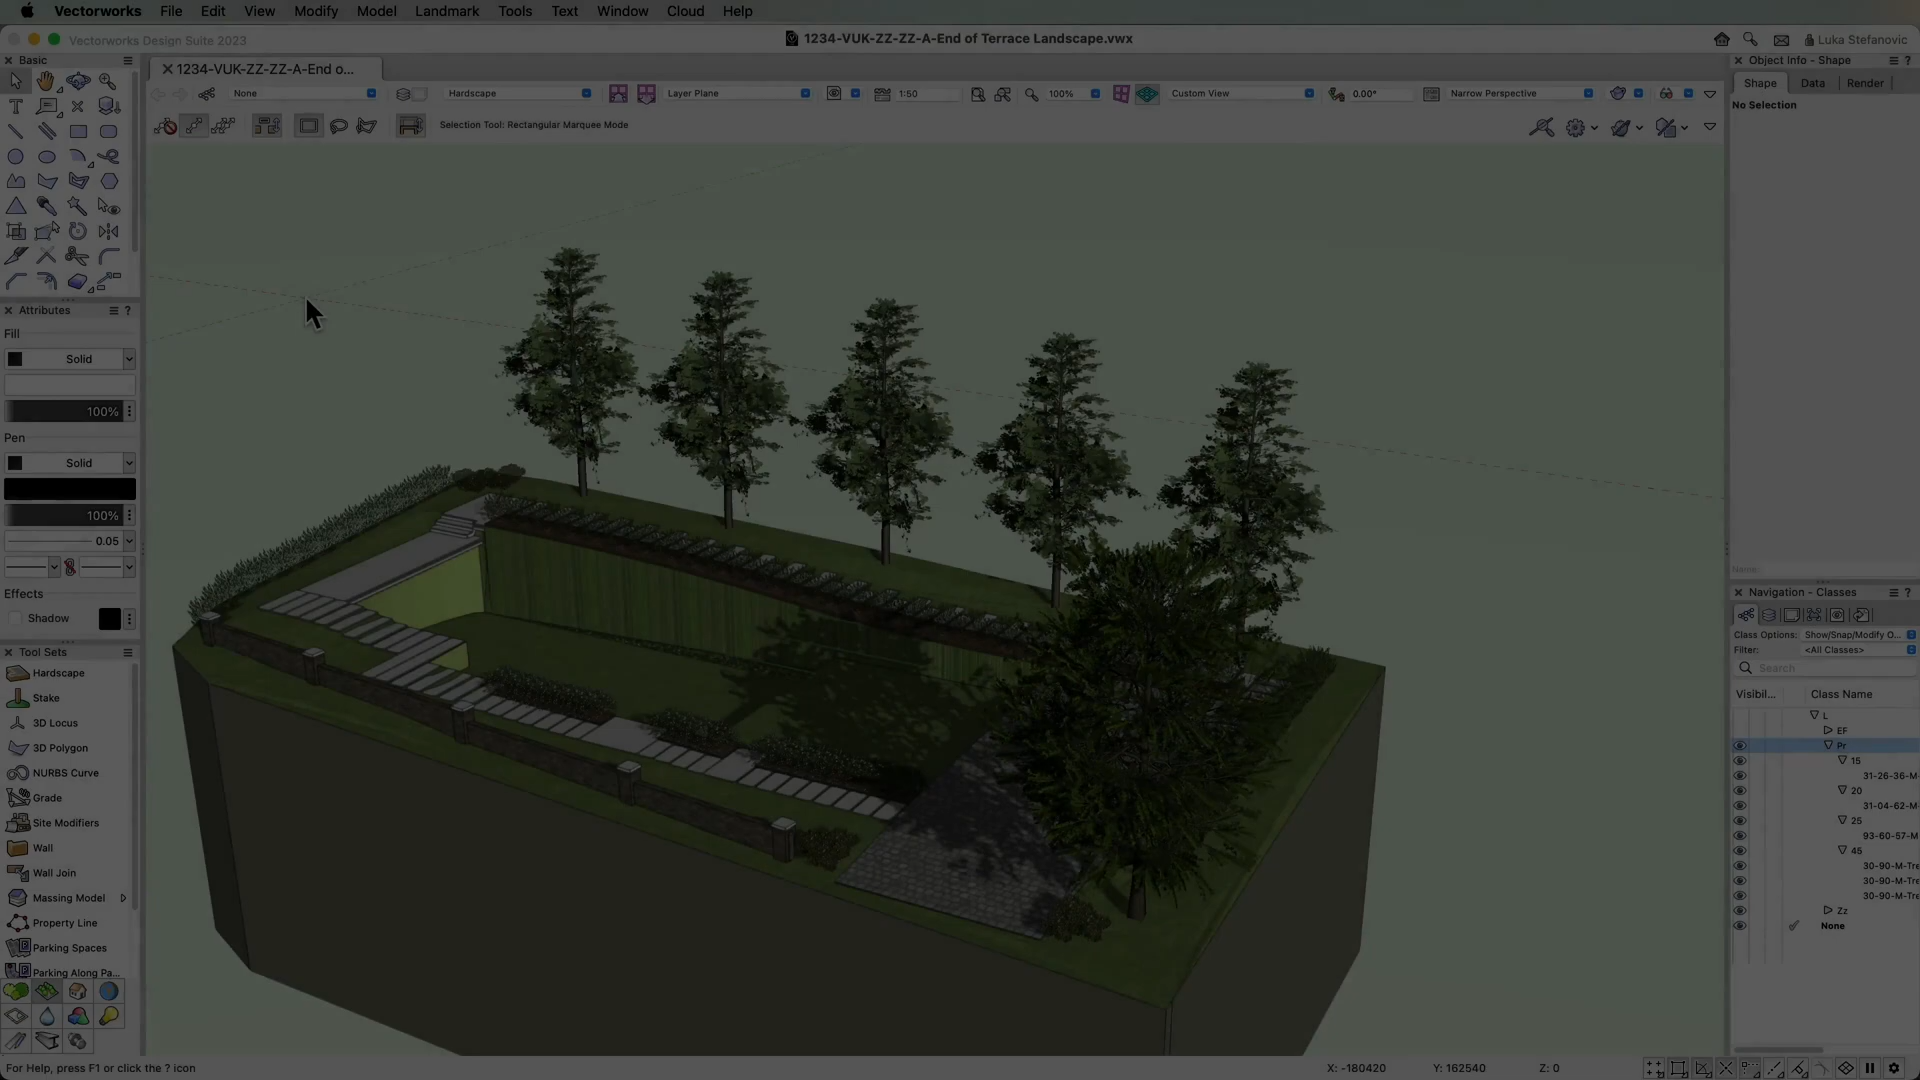 Vectorworks File Edit View Modify Model Landmark Tools Text Window Cloud Help
Vectorworks Design Suite 2023
1234-VUK-ZZ-ZZ-A-End of Terrace Landscape.vwx
Luka Stefanovic
Basic
1234-VUK-ZZ-ZZ-A-End o...
None
Hardscape
Layer Plane
1:50
100%
Custom View
0.00°
Narrow Perspective
Selection Tool: Rectangular Marquee Mode
Attributes
Fill
Solid
100%
Pen
Solid
100%
0.05
Effects
Shadow
Tool Sets
Hardscape
Stake
3D Locus
3D Polygon
NURBS Curve
Grade
Site Modifiers
Wall
Wall Join
Massing Model
Property Line
Parking Spaces
Parking Along Pa...
Object Info - Shape
Shape Data Render
No Selection
Name:
Navigation - Classes
Class Options: Show/Snap/Modify O...
Filter: <All Classes>
Search
Visibil... Class Name
L
EF
Pr
15
31-26-36-M
20
31-04-62-M
25
93-60-57-M
45
30-90-M-Tre
30-90-M-Tre
30-90-M-Tre
Zz
None
For Help, press F1 or click the ? icon
X: -180420 Y: 162540 Z: 0